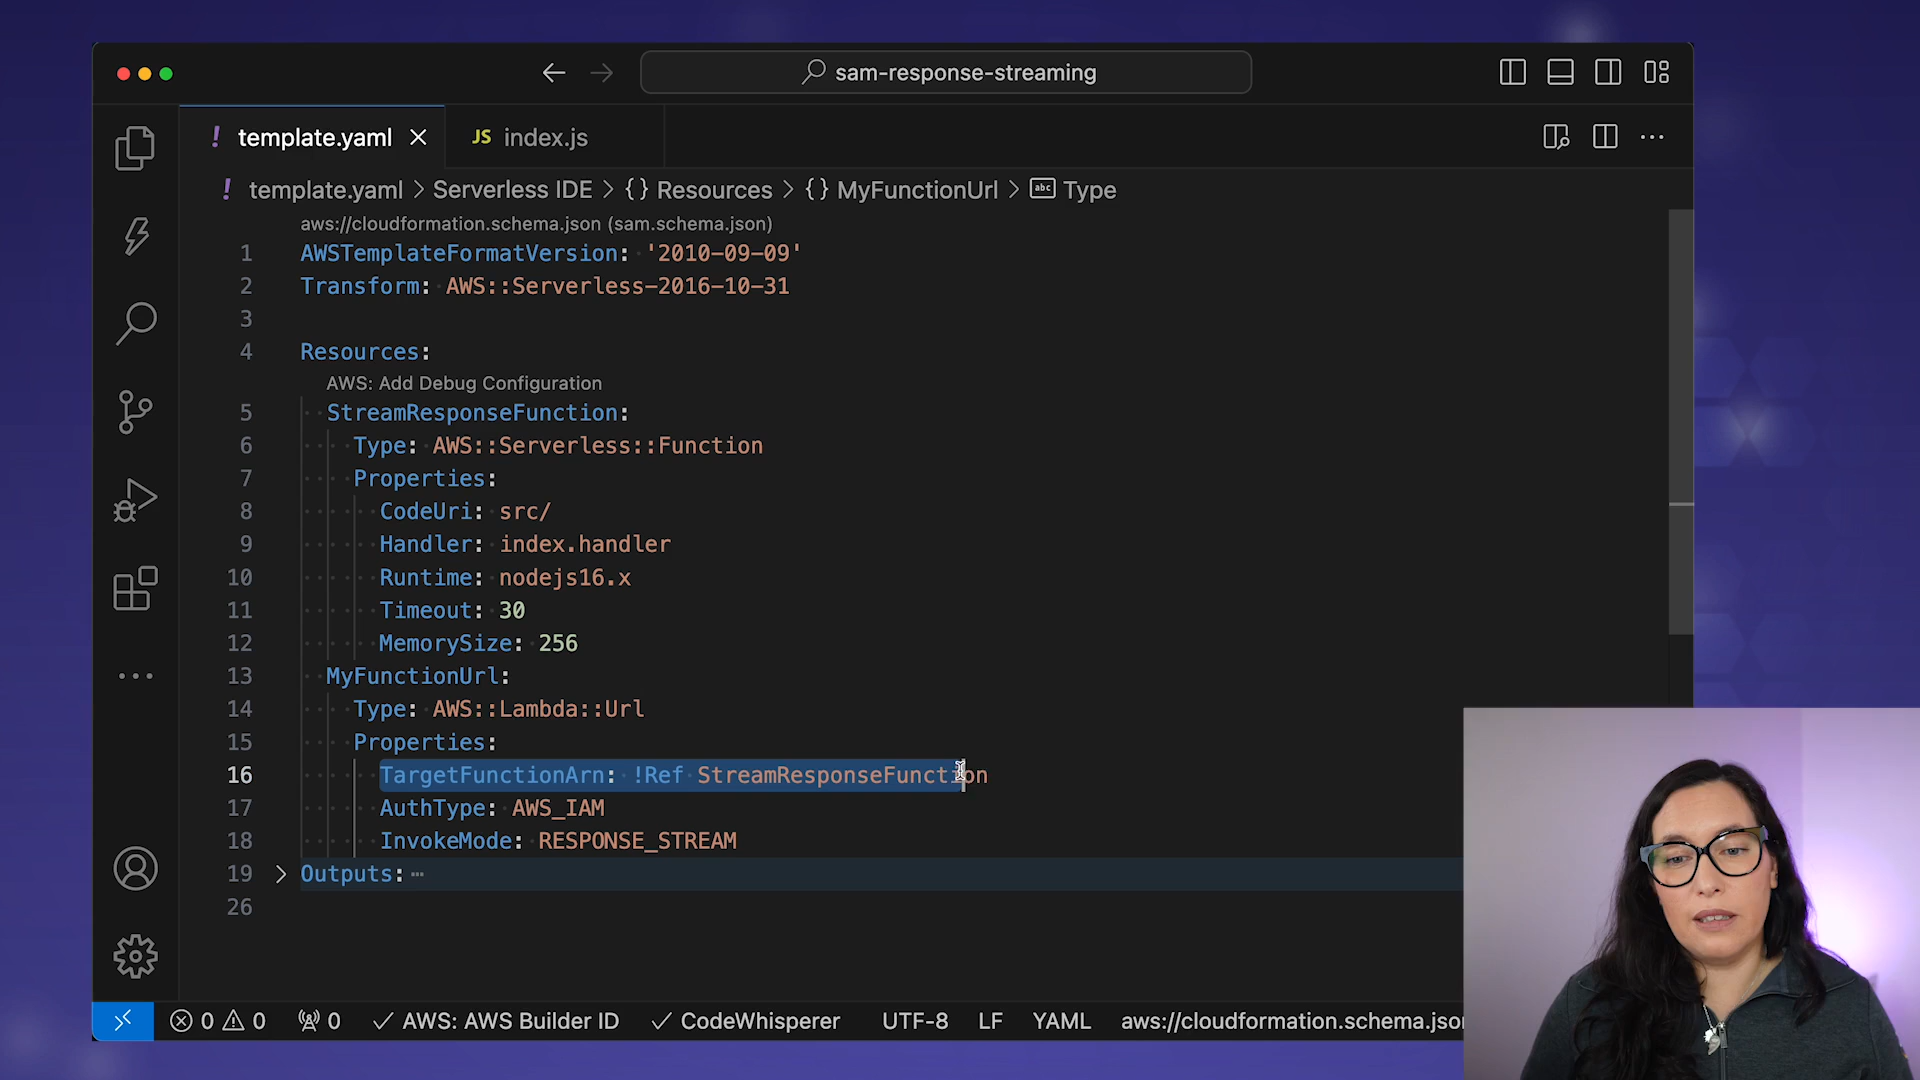 sam-response-streaming
! template.yaml
JS index.js
! template.yaml > Serverless IDE > {} Resources > {} MyFunctionUrl > abc Type
aws://cloudformation.schema.json (sam.schema.json)
1 AWSTemplateFormatVersion: '2010-09-09'
2 Transform: AWS::Serverless-2016-10-31
3
4 Resources:
AWS: Add Debug Configuration
5 StreamResponseFunction:
6 Type: AWS::Serverless::Function
7 Properties:
8 CodeUri: src/
9 Handler: index.handler
10 Runtime: nodejs16.x
11 Timeout: 30
12 MemorySize: 256
13 MyFunctionUrl:
14 Type: AWS::Lambda::Url
15 Properties:
16 TargetFunctionArn: !Ref StreamResponseFunction
17 AuthType: AWS_IAM
18 InvokeMode: RESPONSE_STREAM
19 > Outputs: …
26
0 0 0 AWS: AWS Builder ID CodeWhisperer UTF-8 LF YAML aws://cloudformation.schema.jso